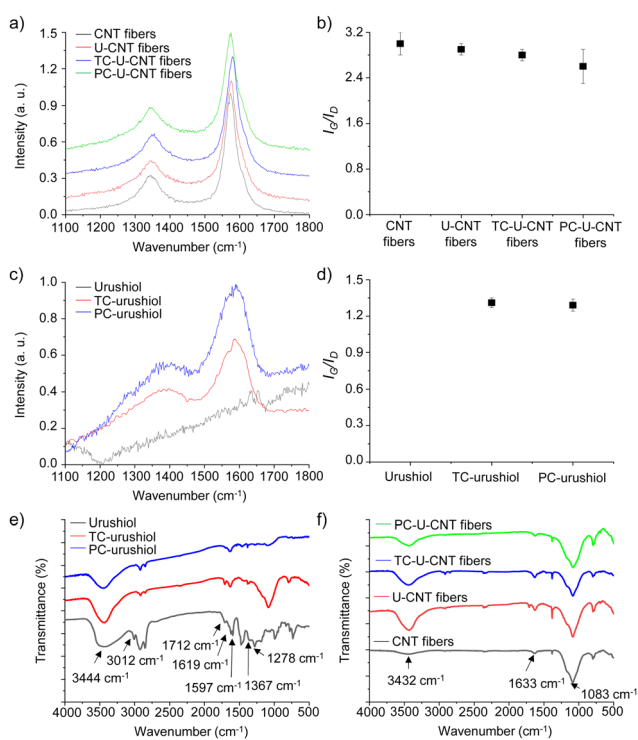 a)
CNT fibers
U-CNT fibers
TC-U-CNT fibers
PC-U-CNT fibers
1.5
1.2
0.9
0.6
0.3
0.0
Intensity (a. u.)
1100 1200 1300 1400 1500 1600 1700 1800
Wavenumber (cm-1)
b)
3.2
2.4
1.6
0.8
0.0
IG/ID
CNT fibers
U-CNT fibers
TC-U-CNT fibers
PC-U-CNT fibers
c)
Urushiol
TC-urushiol
PC-urushiol
1.0
0.8
0.6
0.4
0.2
0.0
Intensity (a. u.)
1100 1200 1300 1400 1500 1600 1700 1800
Wavenumber (cm-1)
d)
1.5
1.2
0.9
0.6
0.3
0.0
IG/ID
Urushiol TC-urushiol PC-urushiol
e)
Urushiol
TC-urushiol
PC-urushiol
Transmittance (%)
3444 cm-1
3012 cm-1
1712 cm-1
1619 cm-1
1597 cm-1
1367 cm-1
1278 cm-1
4000 3500 3000 2500 2000 1500 1000 500
Wavenumber (cm-1)
f)
PC-U-CNT fibers
TC-U-CNT fibers
U-CNT fibers
CNT fibers
Transmittance (%)
3432 cm-1
1633 cm-1
1083 cm-1
4000 3500 3000 2500 2000 1500 1000 500
Wavenumber (cm-1)